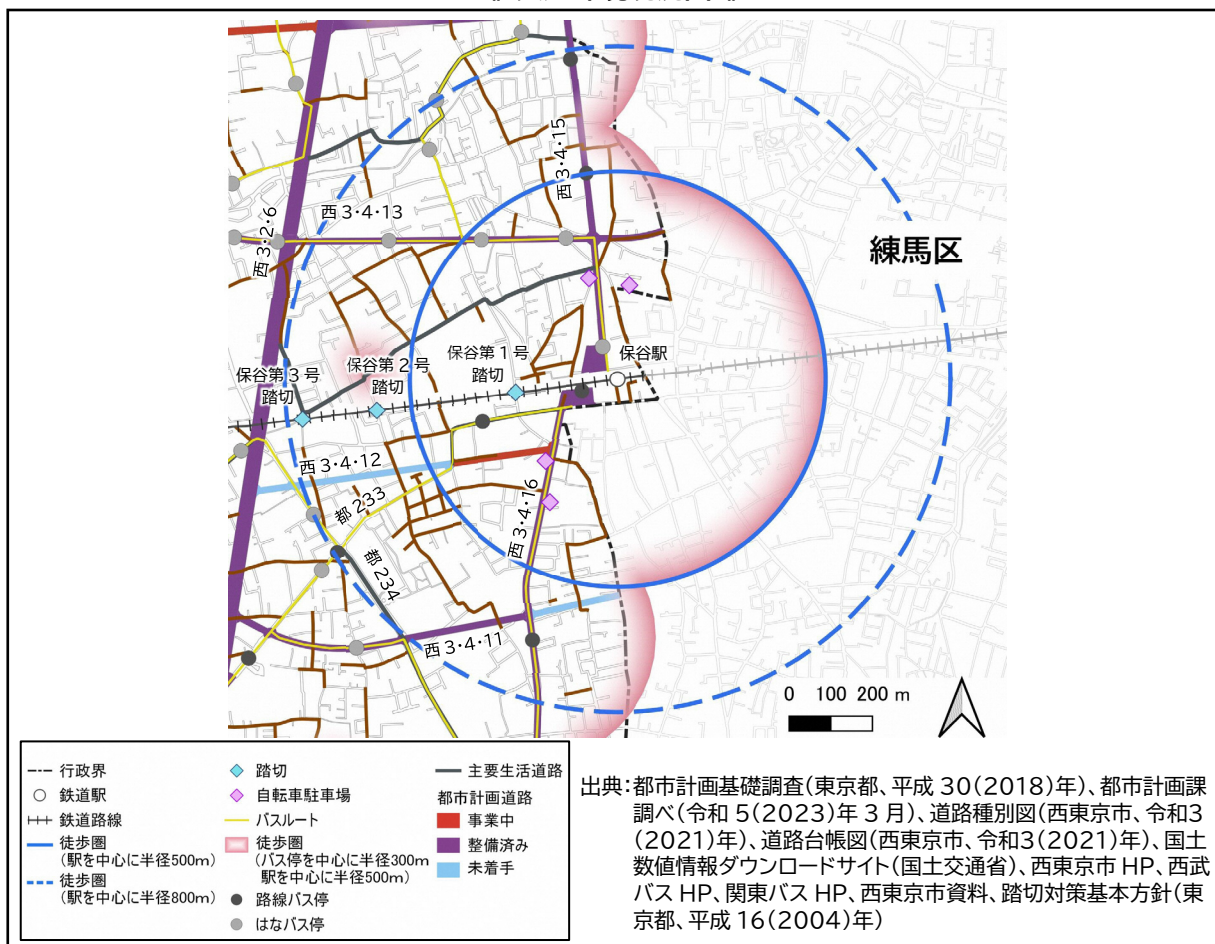 西3・4・15
西3・4・13
西3・2・6
練馬区
保谷駅
保谷第1号
踏切
保谷第2号
踏切
保谷第3号
踏切
西3・4・12
都233
都234
西3・4・16
西3・4・11
0 100 200 m
行政界
鉄道駅
鉄道路線
徒歩圏
(駅を中心に半径500m)
徒歩圏
(駅を中心に半径800m)
踏切
自転車駐車場
バスルート
徒歩圏
(バス停を中心に半径300m
駅を中心に半径500m)
路線バス停
はなバス停
主要生活道路
都市計画道路
事業中
整備済み
未着手
出典:都市計画基礎調査(東京都、平成30(2018)年)、都市計画課
調べ(令和5(2023)年3月)、道路種別図(西東京市、令和3
(2021)年)、道路台帳図(西東京市、令和3(2021)年)、国土
数値情報ダウンロードサイト(国土交通省)、西東京市HP、西武
バスHP、関東バスHP、西東京市資料、踏切対策基本方針(東
京都、平成16(2004)年)